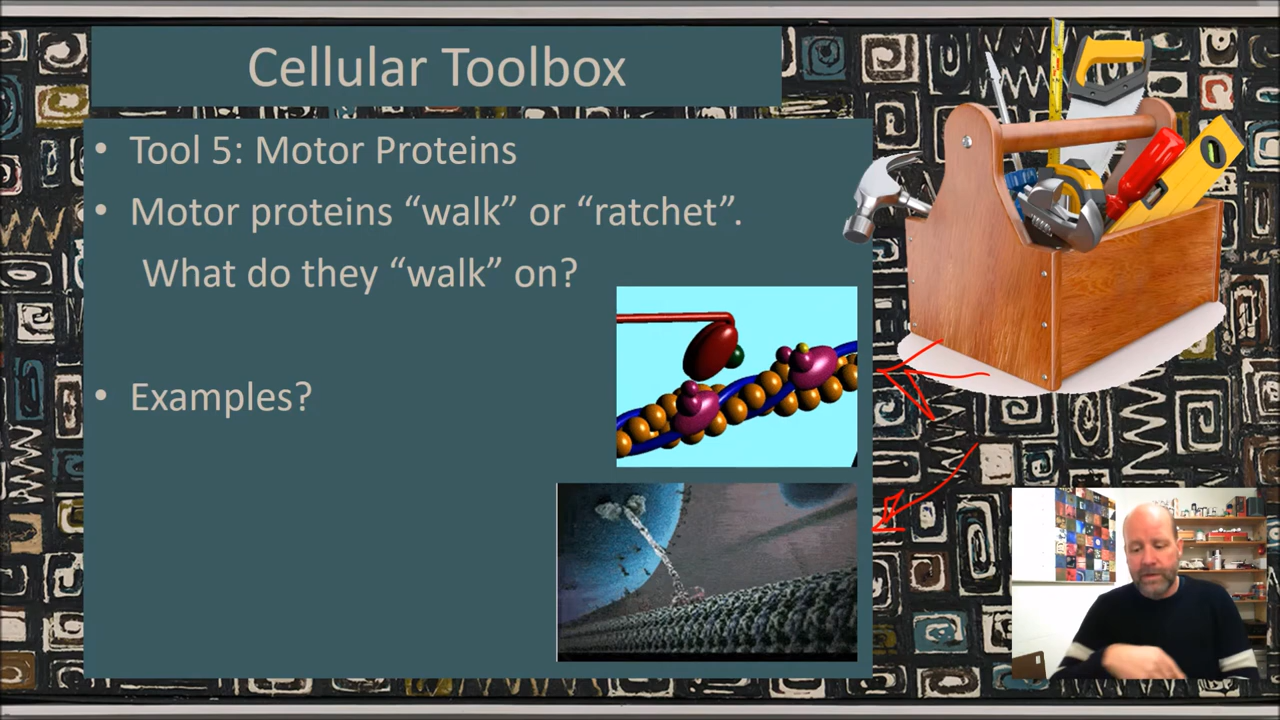 Cellular Toolbox
• Tool 5: Motor Proteins
• Motor proteins “walk” or “ratchet”.
What do they “walk” on?
• Examples?